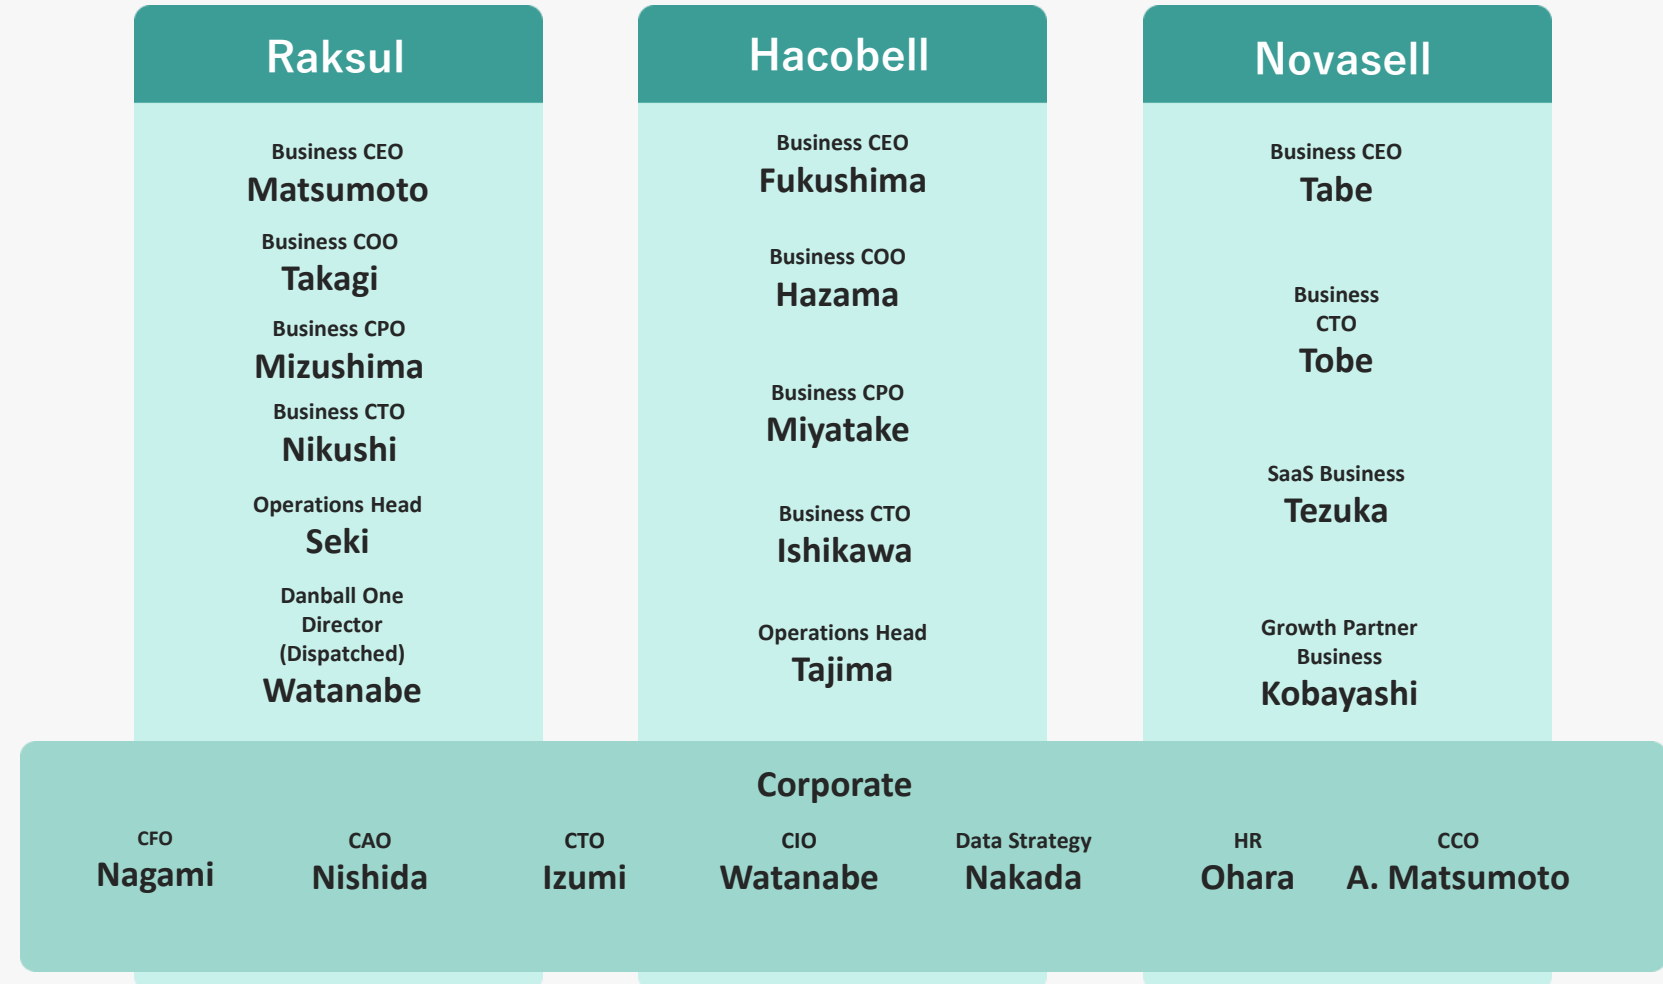 Raksul
Business CEO
Matsumoto
Business COO
Takagi
Business CPO
Mizushima
Business CTO
Nikushi
Operations Head
Seki
Danball One
Director
(Dispatched)
Watanabe
Hacobell
Business CEO
Fukushima
Business COO
Hazama
Business CPO
Miyatake
Business CTO
Ishikawa
Operations Head
Tajima
Novasell
Business CEO
Tabe
Business
CTO
Tobe
SaaS Business
Tezuka
Growth Partner
Business
Kobayashi
Corporate
CFO
Nagami
CAO
Nishida
CTO
Izumi
CIO
Watanabe
Data Strategy
Nakada
HR
Ohara
CCO
A. Matsumoto